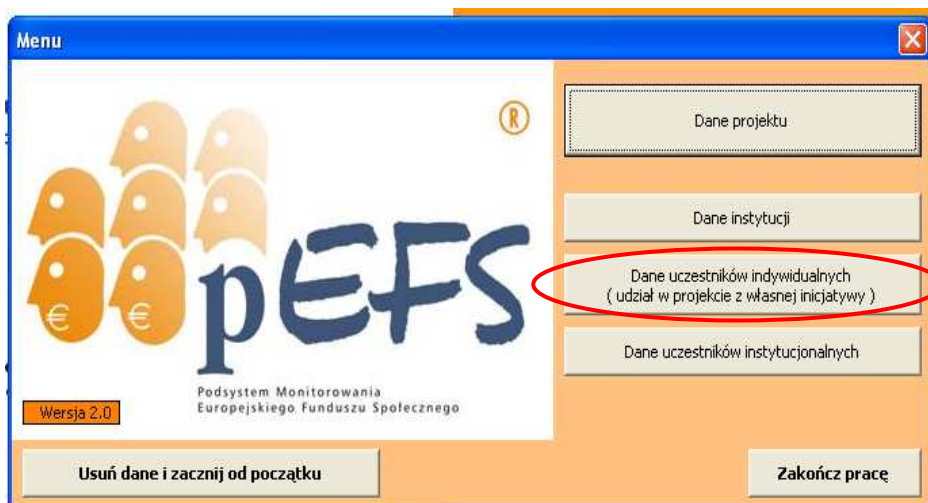 Menu
®
Dane projektu
Dane instytucji
Dane uczestników indywidualnych
( udział w projekcie z własnej inicjatywy )
Dane uczestników instytucjonalnych
€ €
pEFS
Podsystem Monitorowania
Europejskiego Funduszu Społecznego
Wersja 2.0
Usuń dane i zacznij od początku
Zakończ pracę